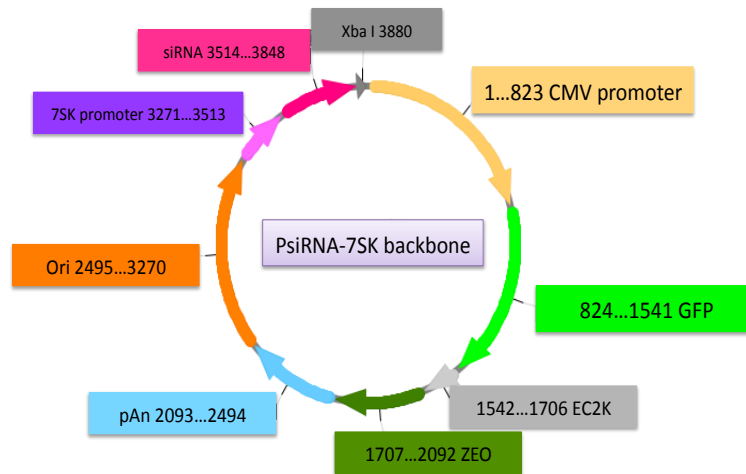 Xba I 3880
siRNA 3514...3848
7SK promoter 3271...3513
1...823 CMV promoter
PsiRNA-7SK backbone
Ori 2495...3270
824...1541 GFP
pAn 2093...2494
1542...1706 EC2K
1707...2092 ZEO